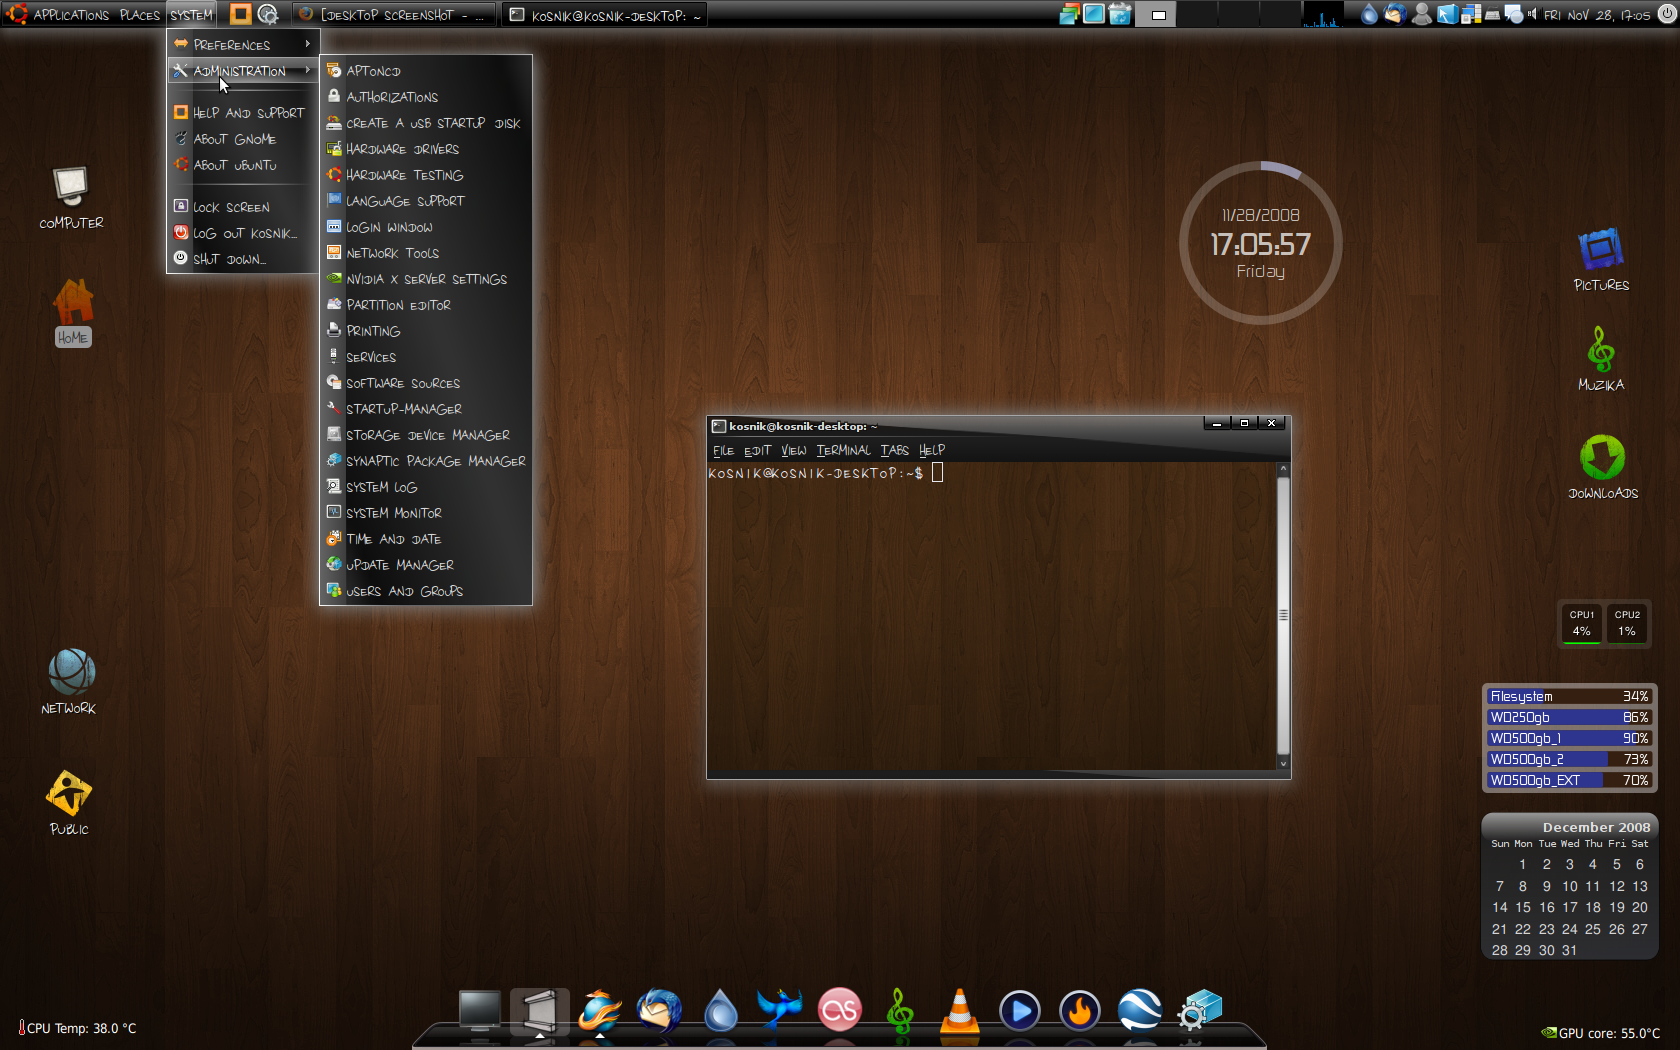 APPLICATIONS PLACES SYSTEM
[DESKTOP SCREENSHOT - ...
KOSNIK@KOSNIK-DESKTOP: ~
FRI NOV 28, 17:05
PREFERENCES
ADMINISTRATION
HELP AND SUPPORT
ABOUT GNOME
ABOUT UBUNTU
LOCK SCREEN
LOG OUT KOSNIK...
SHUT DOWN...
APTONCD
AUTHORIZATIONS
CREATE A USB STARTUP DISK
HARDWARE DRIVERS
HARDWARE TESTING
LANGUAGE SUPPORT
LOGIN WINDOW
NETWORK TOOLS
NVIDIA X SERVER SETTINGS
PARTITION EDITOR
PRINTING
SERVICES
SOFTWARE SOURCES
STARTUP-MANAGER
STORAGE DEVICE MANAGER
SYNAPTIC PACKAGE MANAGER
SYSTEM LOG
SYSTEM MONITOR
TIME AND DATE
UPDATE MANAGER
USERS AND GROUPS
COMPUTER
HOME
NETWORK
PUBLIC
11/28/2008
17:05:57
Friday
PICTURES
MUZIKA
DOWNLOADS
kosnik@kosnik-desktop: ~
FILE EDIT VIEW TERMINAL TABS HELP
KOSNIK@KOSNIK-DESKTOP:~$
CPU1 CPU2
4% 1%
Filesystem 34%
WD250gb 86%
WD500gb_1 90%
WD500gb_2 73%
WD500gb_EXT 70%
December 2008
Sun Mon Tue Wed Thu Fri Sat
1 2 3 4 5 6
7 8 9 10 11 12 13
14 15 16 17 18 19 20
21 22 23 24 25 26 27
28 29 30 31
CPU Temp: 38.0 °C
GPU core: 55.0°C